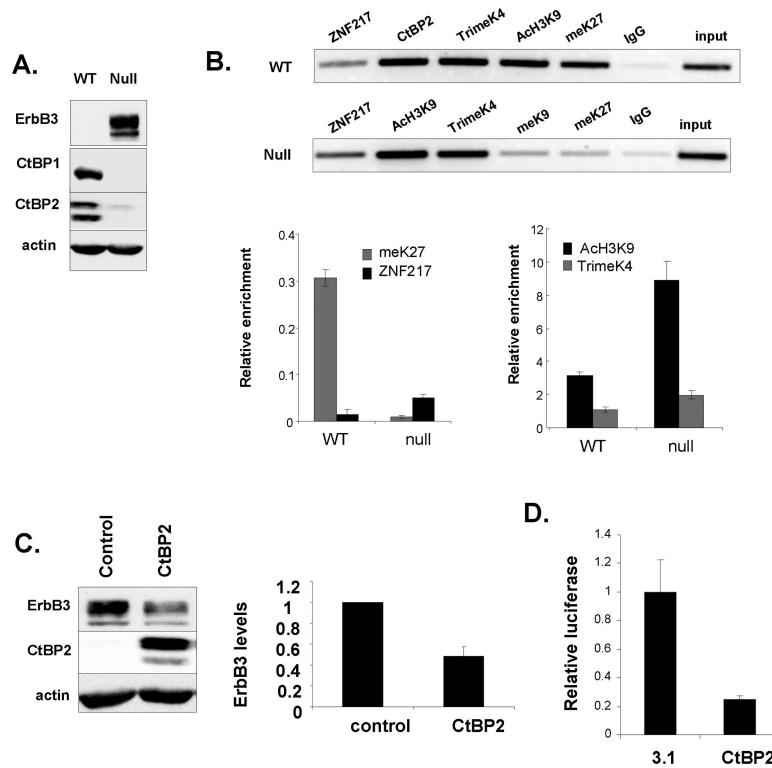 A.
WT Null
ErbB3
CtBP1
CtBP2
actin
B.
ZNF217 CtBP2 TrimeK4 AcH3K9 meK27 IgG input
WT
ZNF217 AcH3K9 TrimeK4 meK9 meK27 IgG input
Null
Relative enrichment
0.4
0.3
0.2
0.1
0
meK27
ZNF217
WT null
Relative enrichment
12
10
8
6
4
2
0
AcH3K9
TrimeK4
WT null
C.
Control CtBP2
ErbB3
CtBP2
actin
ErbB3 levels
1.2
1
0.8
0.6
0.4
0.2
0
control CtBP2
D.
Relative luciferase
1.4
1.2
1
0.8
0.6
0.4
0.2
0
3.1 CtBP2